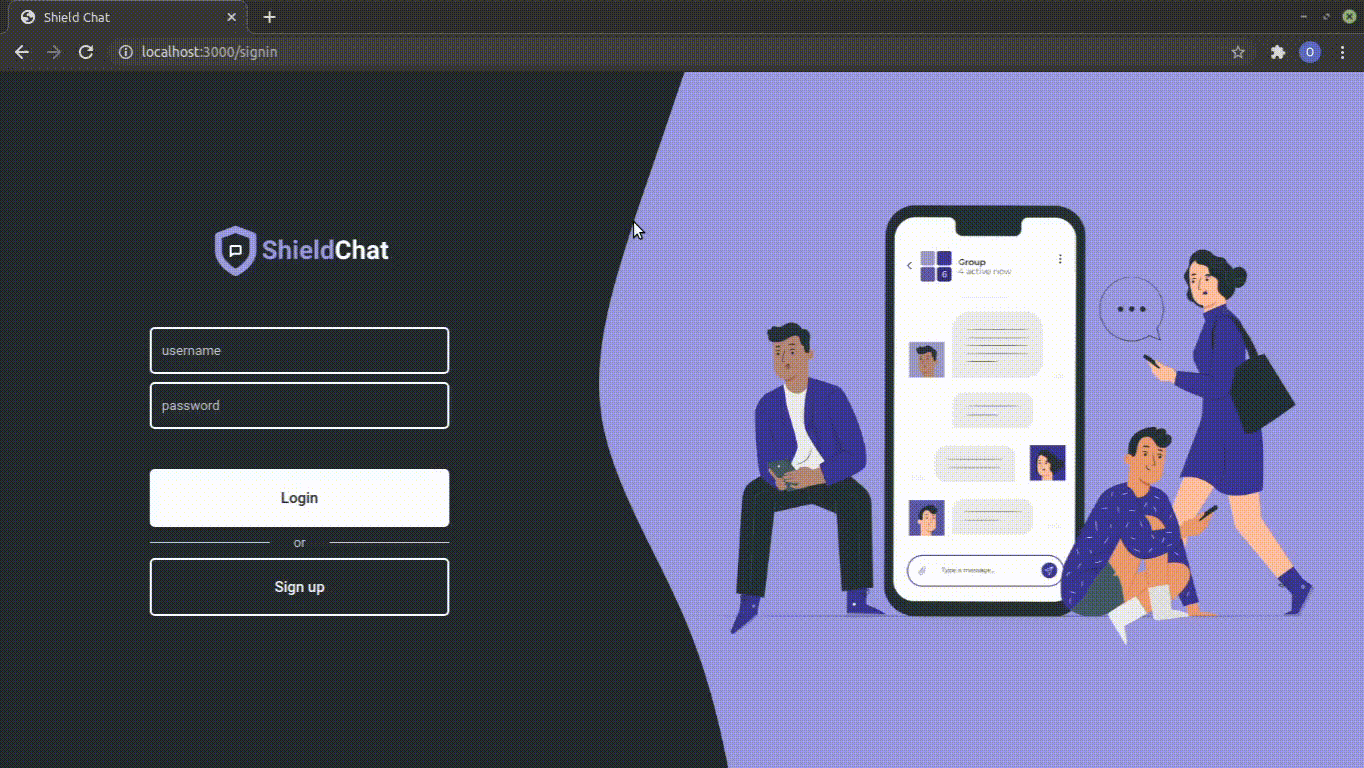 Shield Chat
localhost:3000/signin
O
ShieldChat
username
password
Login
or
Sign up
Group
4 active now
6
Type a message...